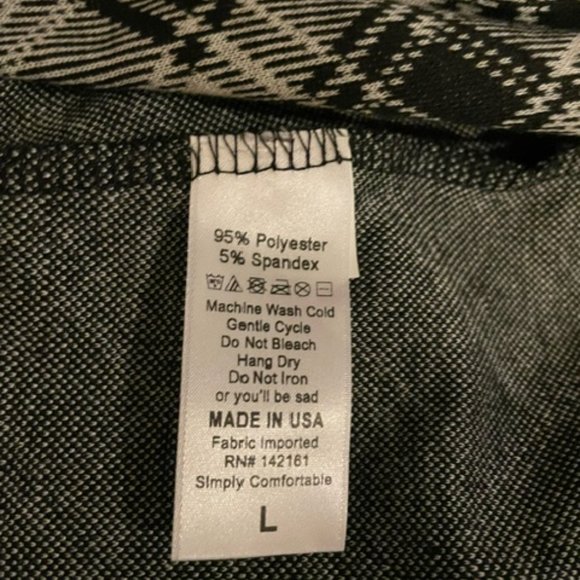 95% Polyester
5% Spandex
Machine Wash Cold
Gentle Cycle
Do Not Bleach
Hang Dry
Do Not Iron
or you'll be sad
MADE IN USA
Fabric Imported
RN# 142161
Simply Comfortable
L